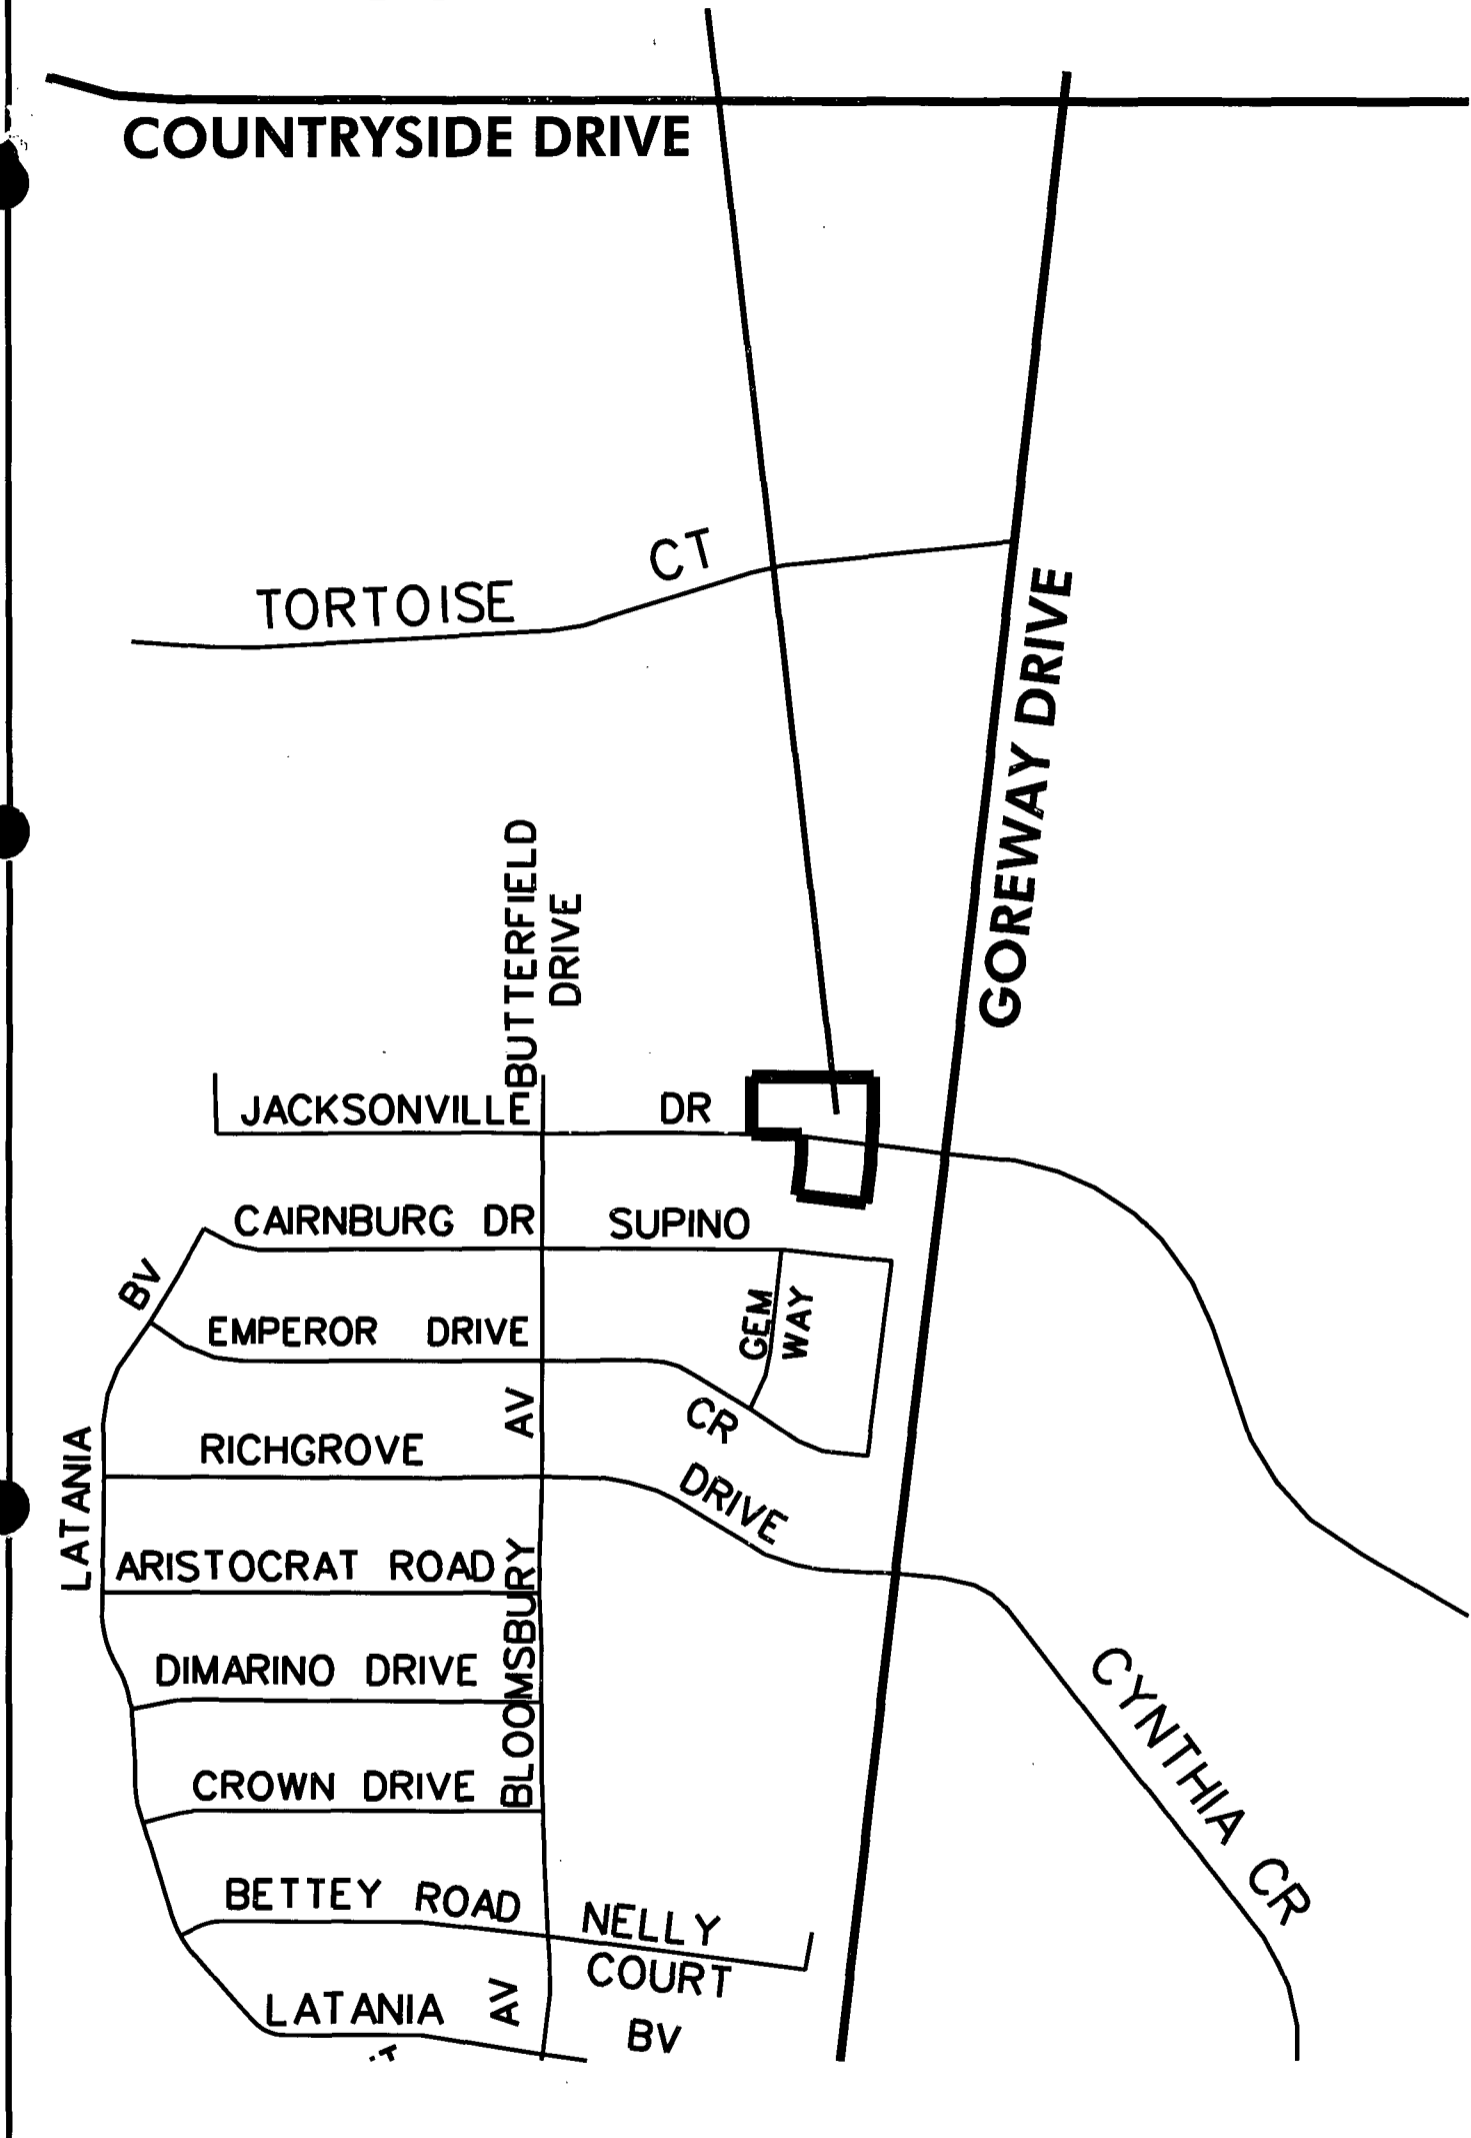 COUNTRYSIDE DRIVE
TORTOISE CT
GOREWAY DRIVE
BUTTERFIELD
DRIVE
JACKSONVILLE DR
CAIRNBURG DR SUPINO
BV
EMPEROR DRIVE
GEM
WAY
AV
CR
RICHGROVE DRIVE
LATANIA
ARISTOCRAT ROAD
BLOOMSBURY
DIMARINO DRIVE
CYNTHIA CR
CROWN DRIVE
BETTEY ROAD
NELLY
COURT
LATANIA
AV
BV